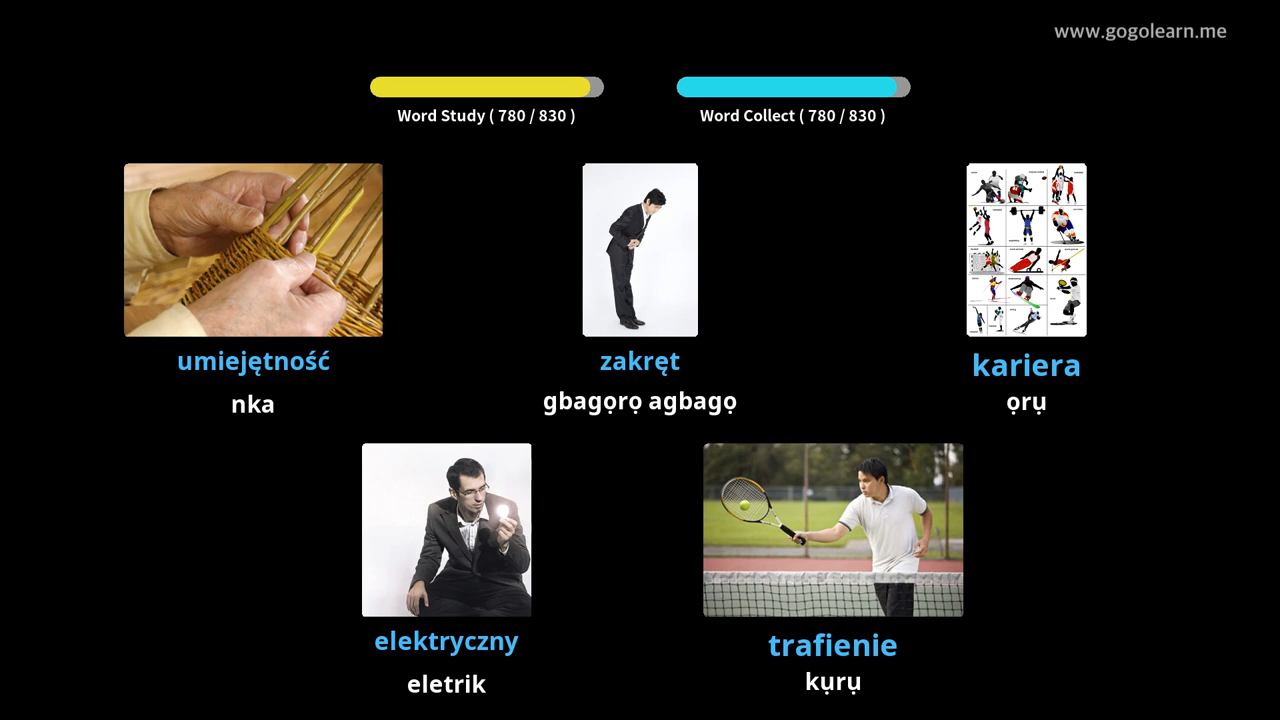 www.gogolearn.me
Word Study ( 780 / 830 )
Word Collect ( 780 / 830 )
umiejętność
nka
zakręt
gbagọrọ agbagọ
kariera
ọrụ
elektryczny
eletrik
trafienie
kụrụ